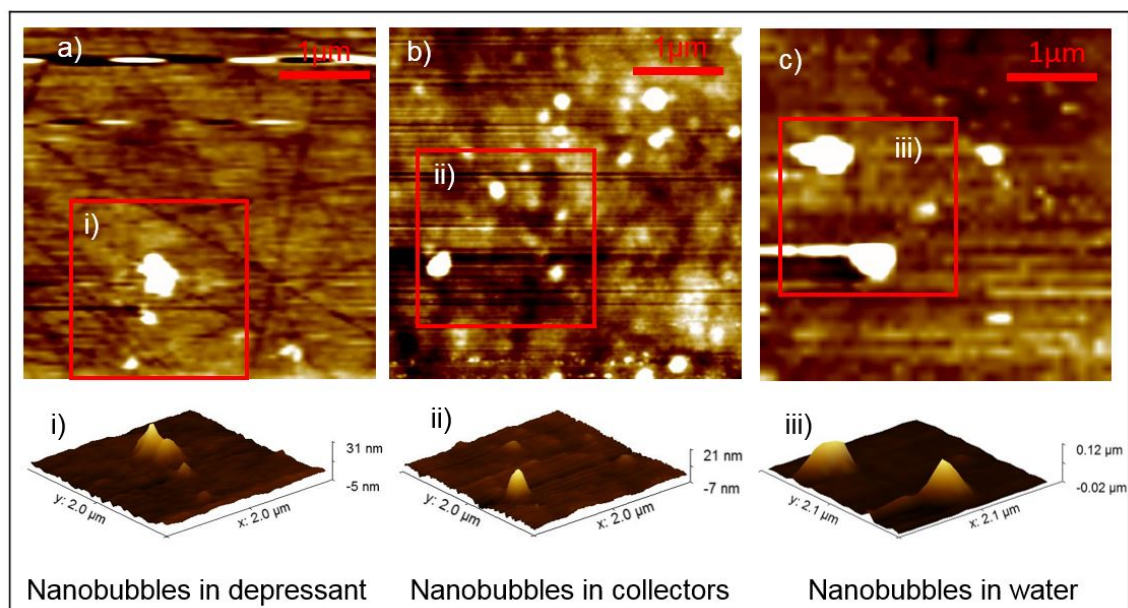 a)
1µm
b)
1µm
c)
1µm
i)
ii)
iii)
i)
31 nm
-5 nm
y: 2.0 µm
x: 2.0 µm
ii)
21 nm
-7 nm
y: 2.0 µm
x: 2.0 µm
iii)
0.12 µm
-0.02 µm
y: 2.1 µm
x: 2.1 µm
Nanobubbles in depressant
Nanobubbles in collectors
Nanobubbles in water